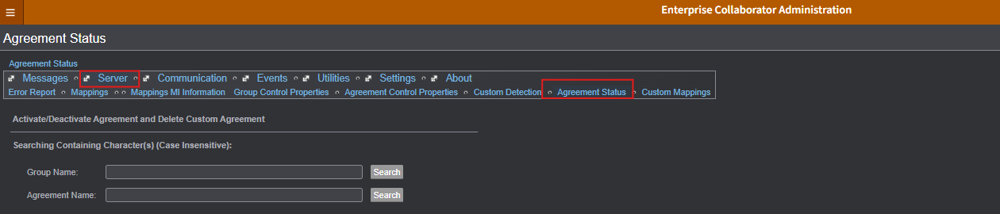 Enterprise Collaborator Administration
Agreement Status
Agreement Status
Messages Server Communication Events Utilities Settings About
Error Report Mappings Mappings MI Information Group Control Properties Agreement Control Properties Custom Detection Agreement Status Custom Mappings
Activate/Deactivate Agreement and Delete Custom Agreement
Searching Containing Character(s) (Case Insensitive):
Group Name: Search
Agreement Name: Search